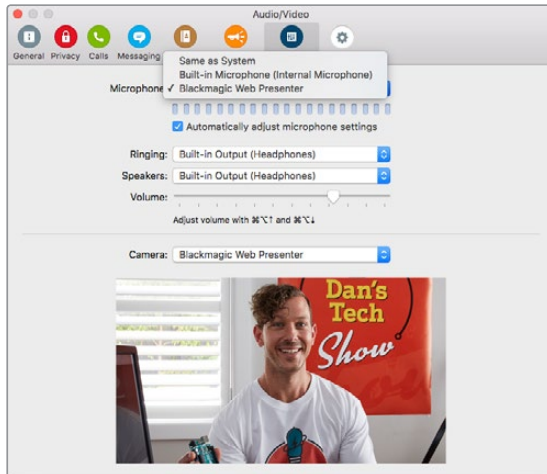 Audio/Video
General Privacy Calls Messaging
Same as System
Built-in Microphone (Internal Microphone)
Microphone ✓ Blackmagic Web Presenter
Automatically adjust microphone settings
Ringing: Built-in Output (Headphones)
Speakers: Built-in Output (Headphones)
Volume:
Adjust volume with ⌘⌥↑ and ⌘⌥↓
Camera: Blackmagic Web Presenter
Dan's
Tech
Show